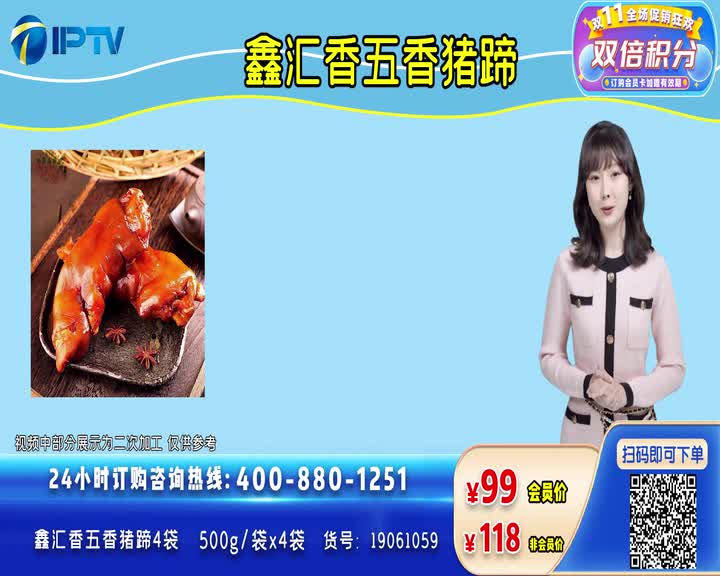 IPTV
鑫汇香五香猪蹄
双11全场促销狂欢
双倍积分
订购会员卡加赠有效期
视频中部分展示为二次加工 仅供参考
24小时订购咨询热线:400-880-1251
¥99 会员价
¥118 非会员价
扫码即可下单
鑫汇香五香猪蹄4袋 500g/袋x4袋 货号: 19061059